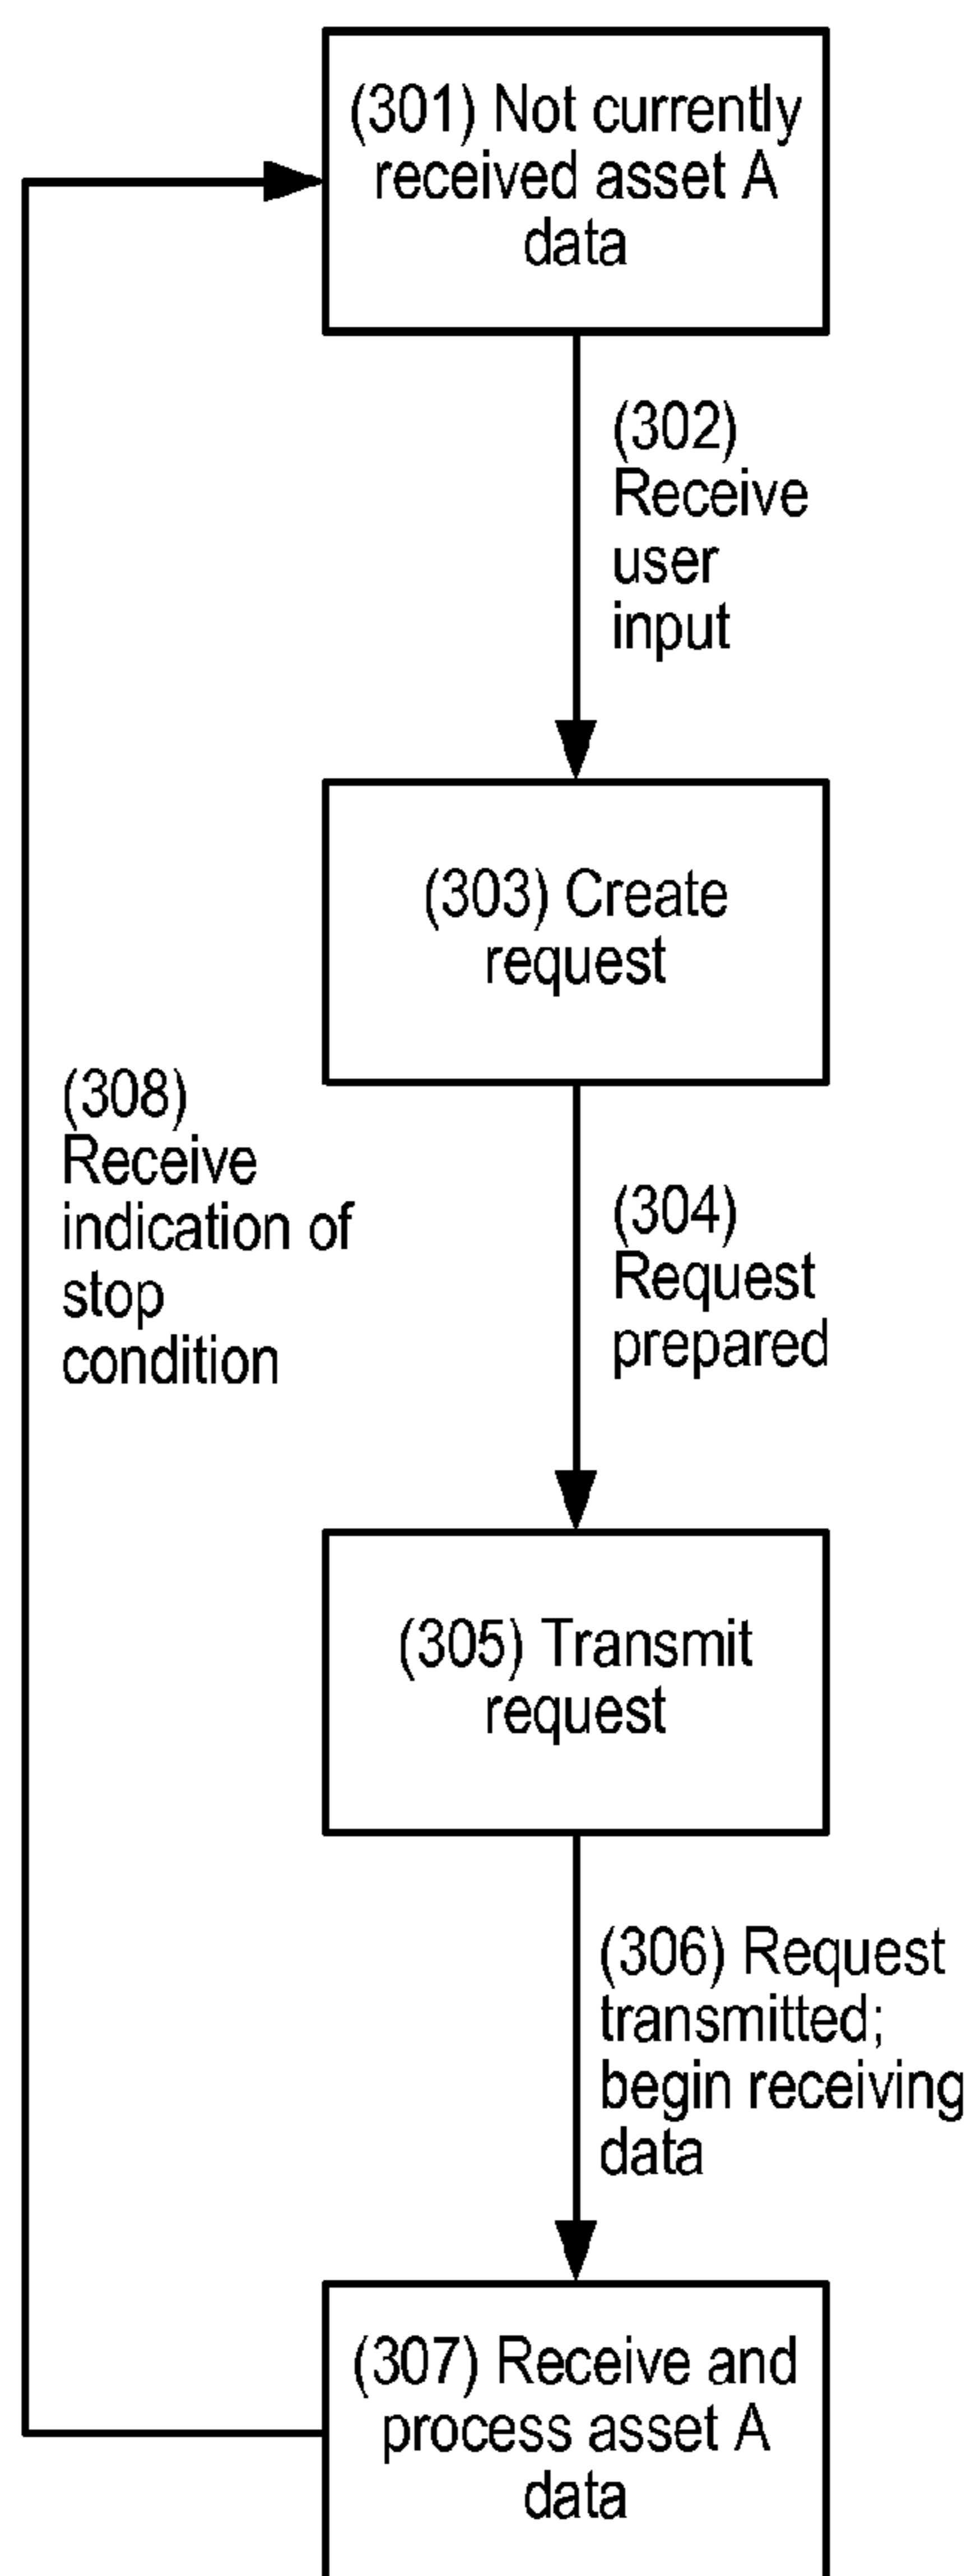 (301) Not currently
received asset A
data
(302)
Receive
user
input
(303) Create
request
(308)
Receive
indication of
stop
condition
(304)
Request
prepared
(305) Transmit
request
(306) Request
transmitted;
begin receiving
data
(307) Receive and
process asset A
data